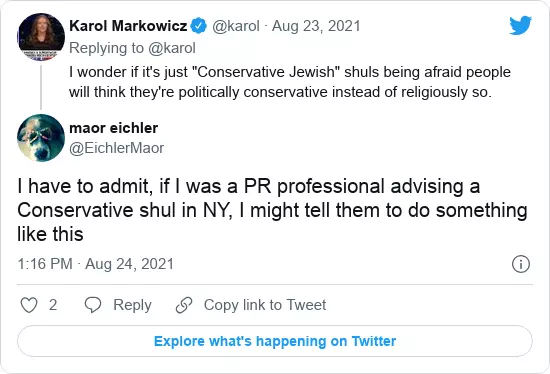 Karol Markowicz @karol · Aug 23, 2021
Replying to @karol
I wonder if it's just "Conservative Jewish" shuls being afraid people
will think they're politically conservative instead of religiously so.
maor eichler
@EichlerMaor
I have to admit, if I was a PR professional advising a
Conservative shul in NY, I might tell them to do something
like this
1:16 PM · Aug 24, 2021
2 Reply Copy link to Tweet
Explore what's happening on Twitter